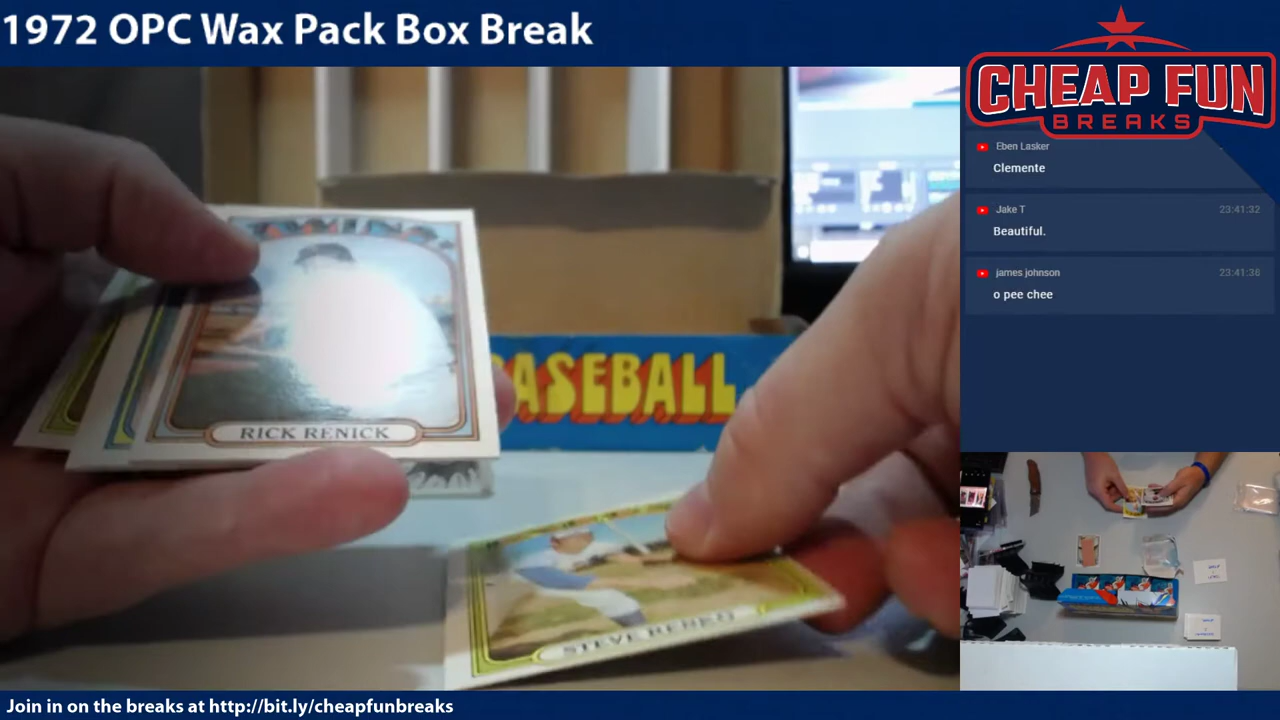 1972 OPC Wax Pack Box Break
CHEAP FUN
BREAKS
Eben Lasker
Clemente
Jake T
23:41:32
Beautiful.
james johnson
23:41:38
o pee chee
TWINS
RICK RENICK
BASEBALL
STEVE RENKO
Join in on the breaks at http://bit.ly/cheapfunbreaks